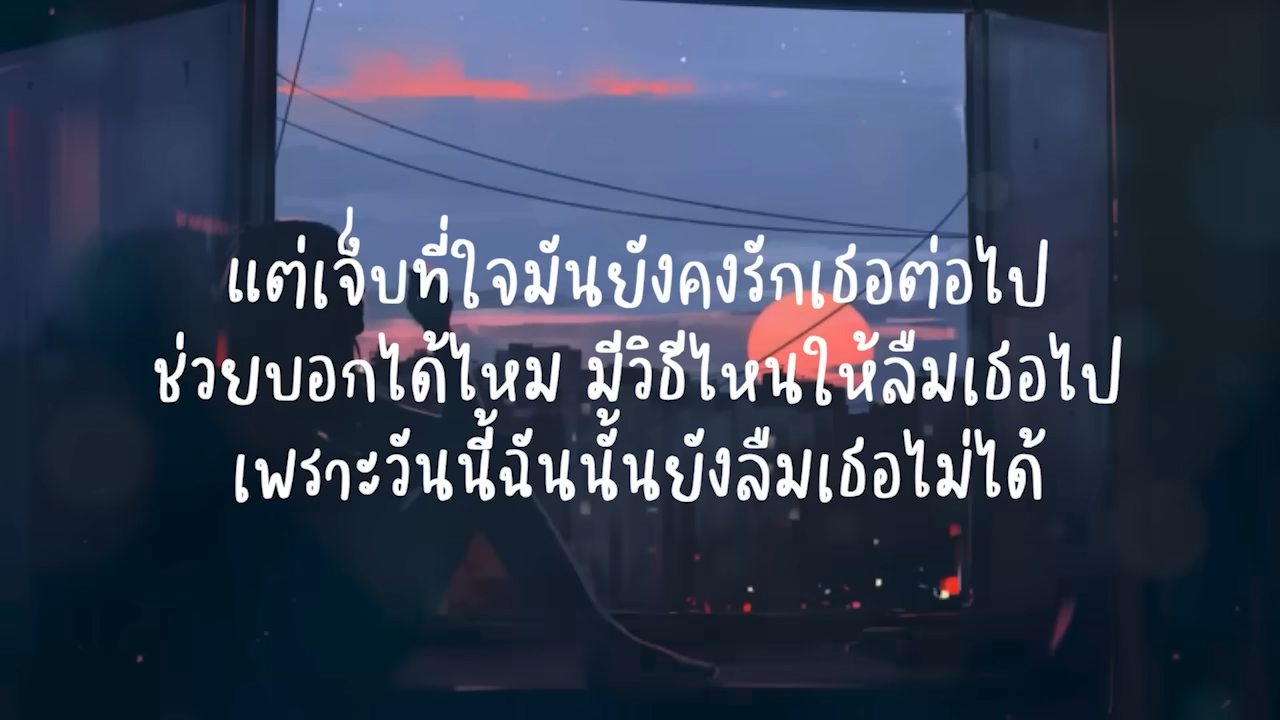 แต่เจ็บที่ใจมันยังคงรักเธอต่อไป
ช่วยบอกได้ไหม มีวิธีไหนให้ลืมเธอไป
เพราะวันนี้ฉันนั้นยังลืมเธอไม่ได้